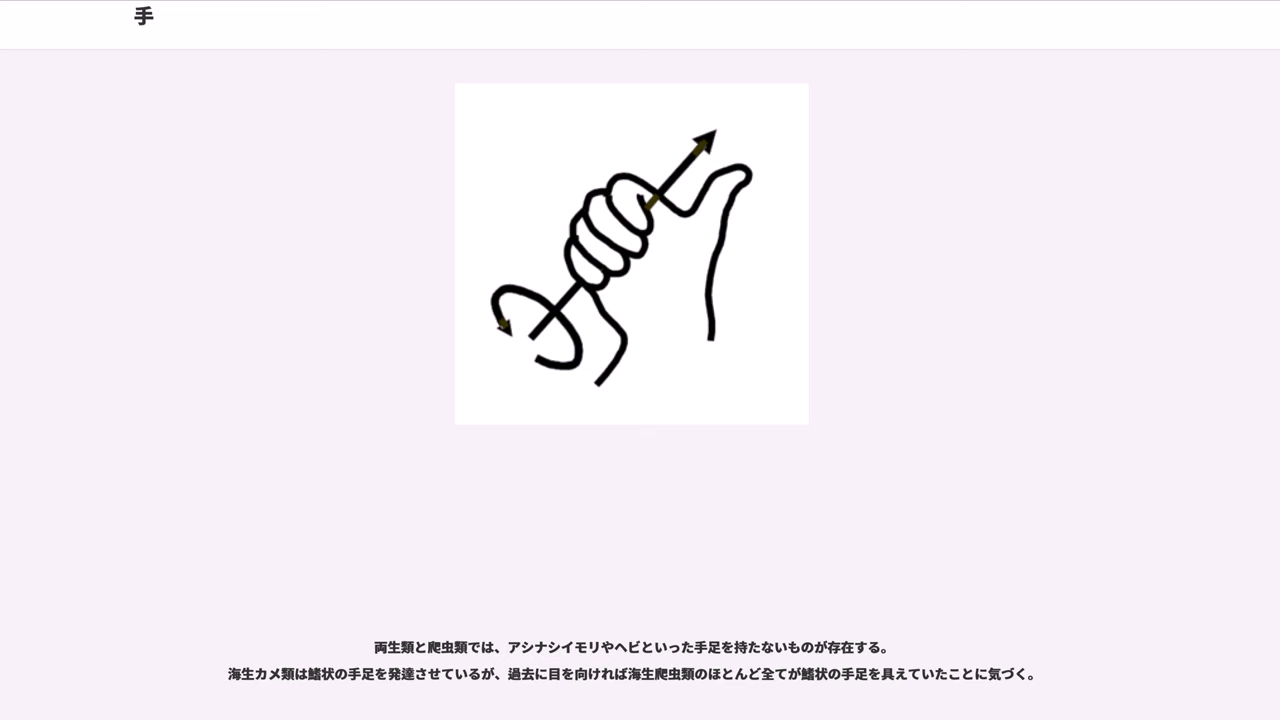 手
両生類と爬虫類では、アシナシイモリやヘビといった手足を持たないものが存在する。
海生カメ類は鰭状の手足を発達させているが、過去に目を向ければ海生爬虫類のほとんど全てが鰭状の手足を具えていたことに気づく。